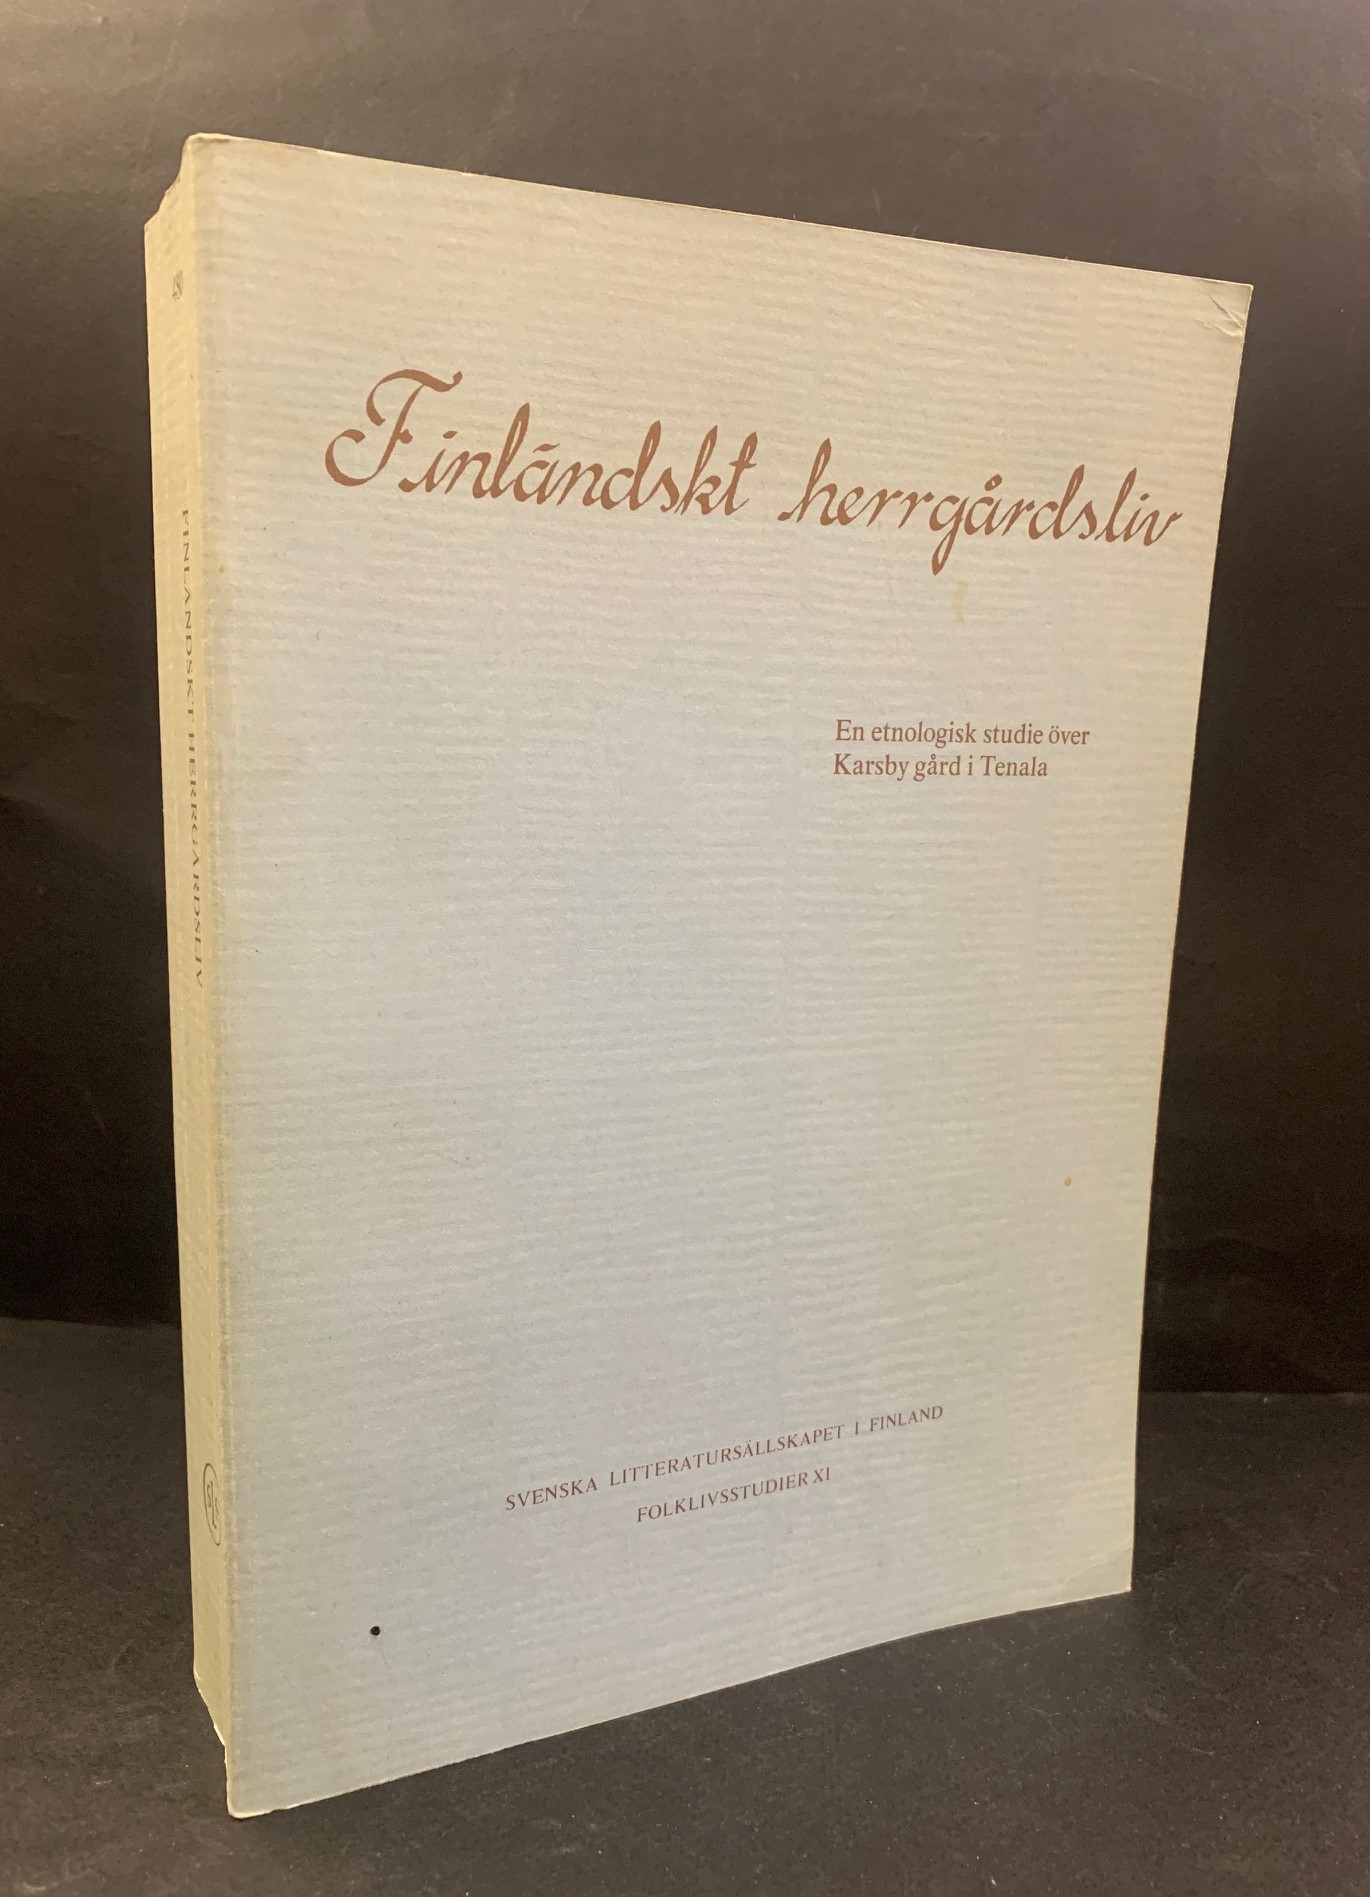 Finländskt herrgårdsliv
En etnologisk studie över
Karsby gård i Tenala
SVENSKA LITTERATURSÄLLSKAPET I FINLAND
FOLKLIVSSTUDIER XI
FINLÄNDSKT HERRGÅRDSLIV